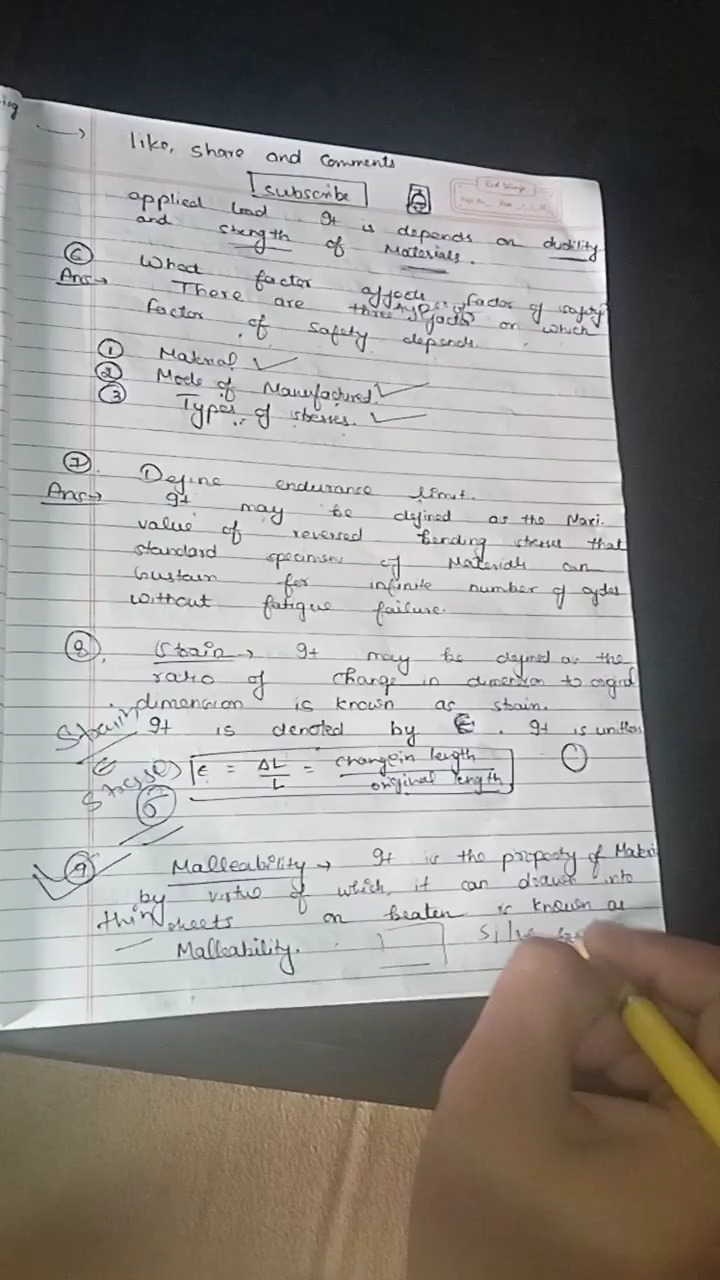 ing
→ like, share and Comments
subscribe
applied load. It is depends on ductility
and strength of Materials.
⑥ What factor affects factor of safety
Ans→ There are three types of factor on which
factor of safety depends.
① Material ✓
② Mode of Manufactured. ✓
③ Types of stresses. ✓
⑦. Define endurance limit.
Ans→ It may be defined as the Maxi.
value of reversed bending stress that
standard specimens of Materials can
Sustain for infinite number of cycles
without fatigue failure.
⑧. Strain → It may be defined as the
ratio of change in dimension to orginal
dimension is known as strain.
Strain It is denoted by ϵ. It is unitless
ϵ
Stress) ϵ = ΔL/L = change in length/original length
σ
⑨ Malleability → It is the property of
by virtue of which, it can drawn into
thin sheets on beaten is known as
Malleability.